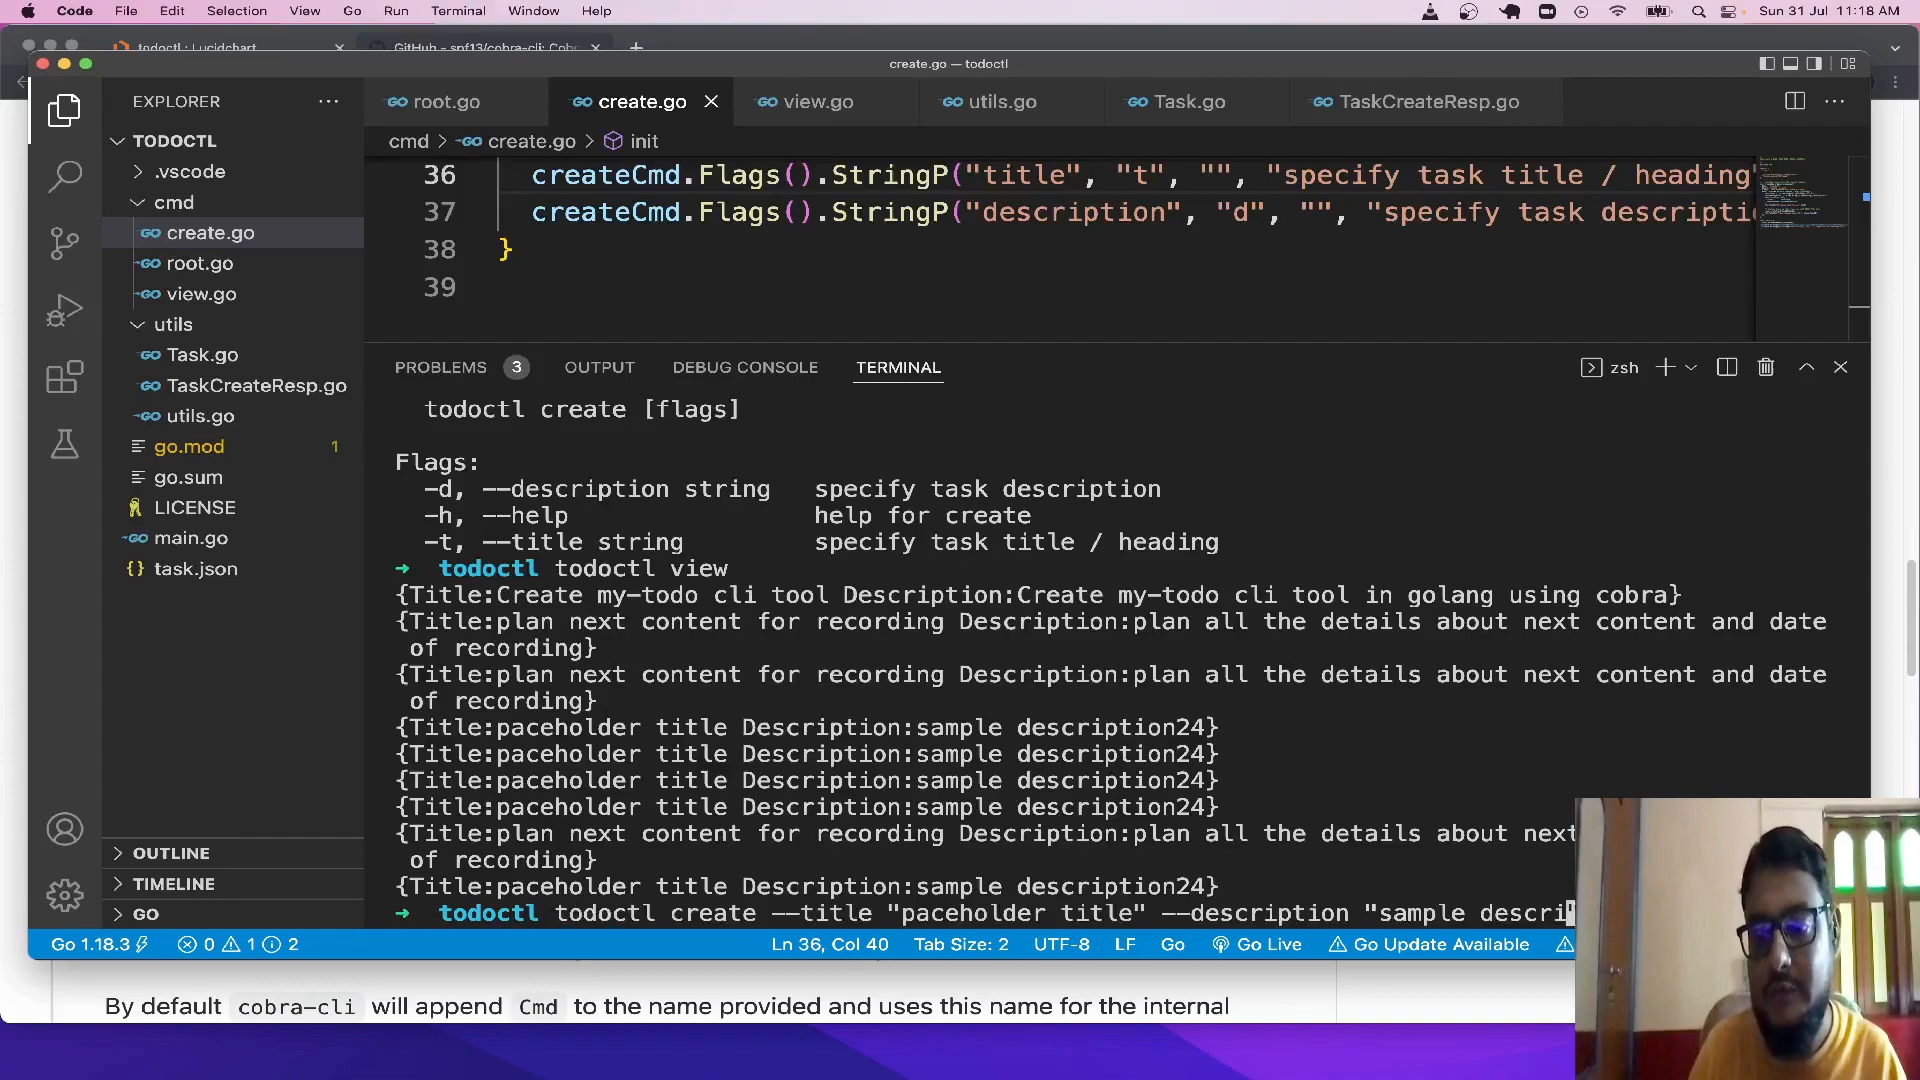 Code File Edit Selection View Go Run Terminal Window Help Sun 31 Jul 11:18 AM
todoctl : Lucidchart GitHub - spf13/cobra-cli: Cobr
create.go — todoctl
EXPLORER
TODOCTL
.vscode
cmd
create.go
root.go
view.go
utils
Task.go
TaskCreateResp.go
utils.go
go.mod 1
go.sum
LICENSE
main.go
task.json
OUTLINE
TIMELINE
GO
root.go create.go view.go utils.go Task.go TaskCreateResp.go
cmd > create.go > init
36 createCmd.Flags().StringP("title", "t", "", "specify task title / heading"
37 createCmd.Flags().StringP("description", "d", "", "specify task descripti
38 }
39
PROBLEMS 3 OUTPUT DEBUG CONSOLE TERMINAL zsh
todoctl create [flags]
Flags:
-d, --description string specify task description
-h, --help help for create
-t, --title string specify task title / heading
→ todoctl todoctl view
{Title:Create my-todo cli tool Description:Create my-todo cli tool in golang using cobra}
{Title:plan next content for recording Description:plan all the details about next content and date
of recording}
{Title:plan next content for recording Description:plan all the details about next content and date
of recording}
{Title:paceholder title Description:sample description24}
{Title:paceholder title Description:sample description24}
{Title:paceholder title Description:sample description24}
{Title:paceholder title Description:sample description24}
{Title:plan next content for recording Description:plan all the details about next
of recording}
{Title:paceholder title Description:sample description24}
→ todoctl todoctl create --title "paceholder title" --description "sample descri
Go 1.18.3 0 1 2 Ln 36, Col 40 Tab Size: 2 UTF-8 LF Go Go Live Go Update Available
By default cobra-cli will append Cmd to the name provided and uses this name for the internal